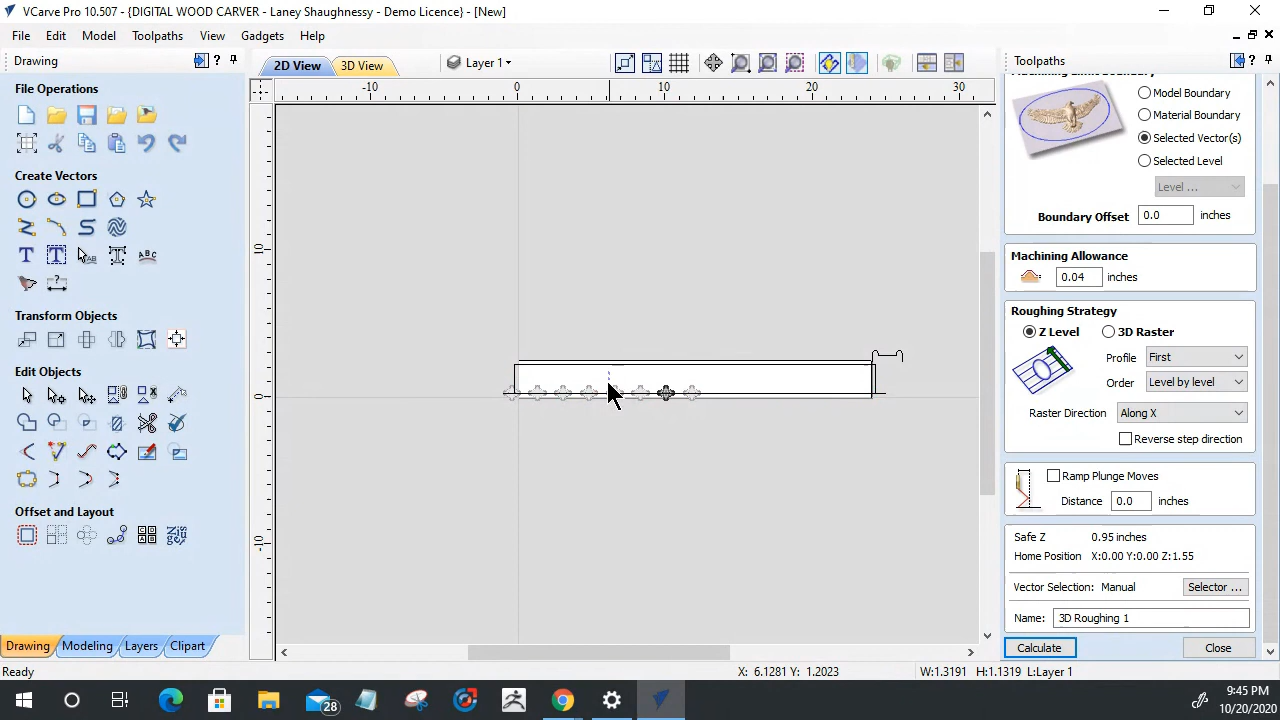 VCarve Pro 10.507 - {DIGITAL WOOD CARVER - Laney Shaughnessy - Demo Licence} - [New]
File Edit Model Toolpaths View Gadgets Help
Drawing
File Operations
Create Vectors
Transform Objects
Edit Objects
Offset and Layout
Drawing Modeling Layers Clipart
Ready
2D View 3D View Layer 1
-10 0 10 20 30
10
0
-10
X: 6.1281 Y: 1.2023 W:1.3191 H:1.1319 L:Layer 1
Toolpaths
Machining Limit Boundary
Model Boundary
Material Boundary
Selected Vector(s)
Selected Level
Level ...
Boundary Offset 0.0 inches
Machining Allowance
0.04 inches
Roughing Strategy
Z Level 3D Raster
Profile First
Order Level by level
Raster Direction Along X
Reverse step direction
Ramp Plunge Moves
Distance 0.0 inches
Safe Z 0.95 inches
Home Position X:0.00 Y:0.00 Z:1.55
Vector Selection: Manual Selector ...
Name: 3D Roughing 1
Calculate Close
28
9:45 PM
10/20/2020